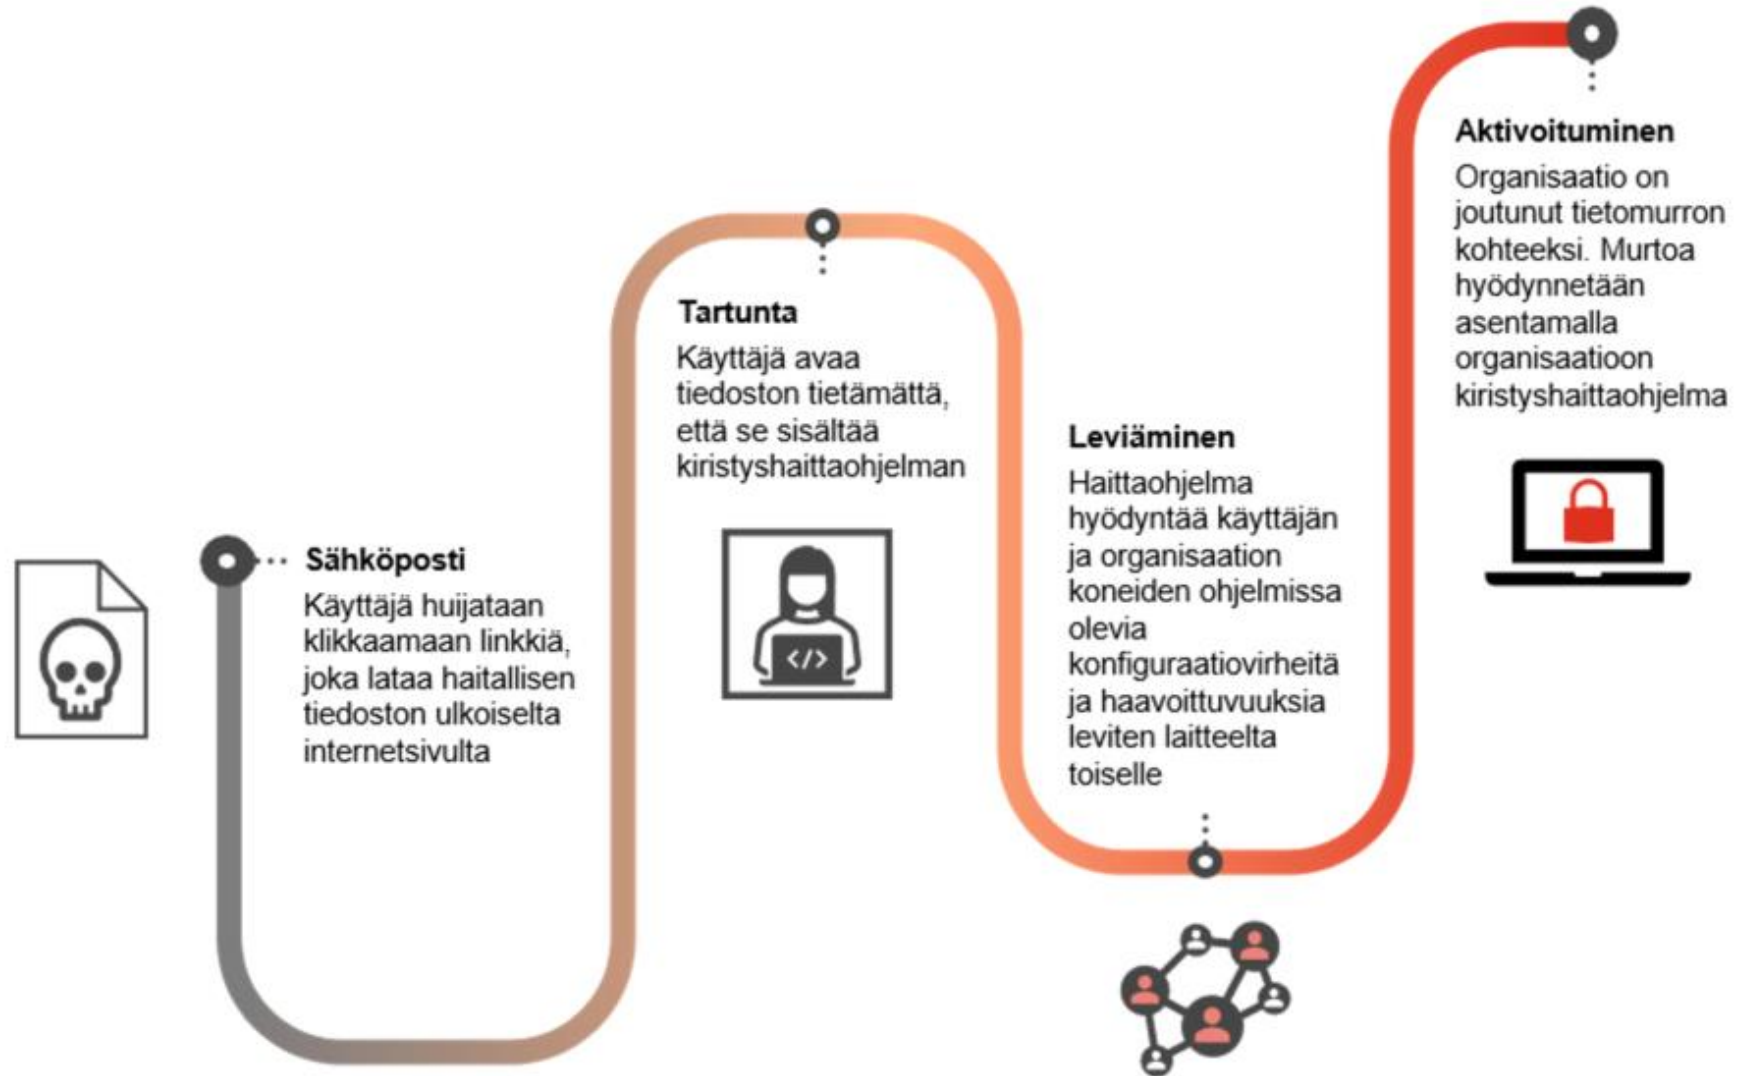 Sähköposti
Käyttäjä huijataan
klikkaamaan linkkiä,
joka lataa haitallisen
tiedoston ulkoiselta
internetsivulta
Tartunta
Käyttäjä avaa
tiedoston tietämättä,
että se sisältää
kiristyshaittaohjelman
</>
Leviäminen
Haittaohjelma
hyödyntää käyttäjän
ja organisaation
koneiden ohjelmissa
olevia
konfiguraatiovirheitä
ja haavoittuvuuksia
leviten laitteelta
toiselle
Aktivoituminen
Organisaatio on
joutunut tietomurron
kohteeksi. Murtoa
hyödynnetään
asentamalla
organisaatioon
kiristyshaittaohjelma